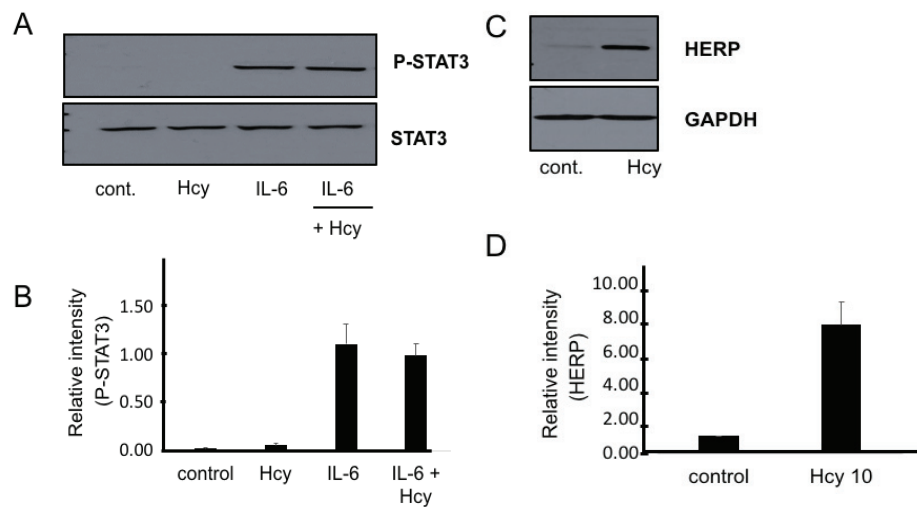 A
P-STAT3
STAT3
cont. Hcy IL-6 IL-6
+ Hcy
B
Relative intensity
(P-STAT3)
1.50
1.00
0.50
0.00
control Hcy IL-6 IL-6 +
Hcy
C
HERP
GAPDH
cont. Hcy
D
Relative intensity
(HERP)
10.00
8.00
6.00
4.00
2.00
0.00
control Hcy 10